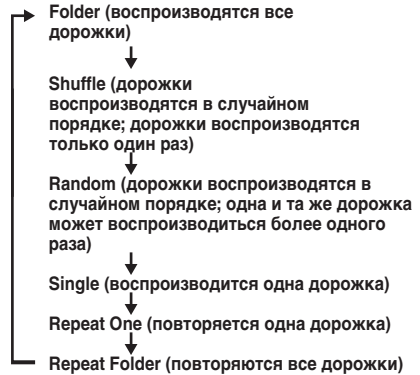 Folder (воспроизводятся все
дорожки)
Shuffle (дорожки
воспроизводятся в случайном
порядке; дорожки воспроизводятся
только один раз)
Random (дорожки воспроизводятся в
случайном порядке; одна и та же дорожка
может воспроизводиться более одного
раза)
Single (воспроизводится одна дорожка)
Repeat One (повторяется одна дорожка)
Repeat Folder (повторяются все дорожки)